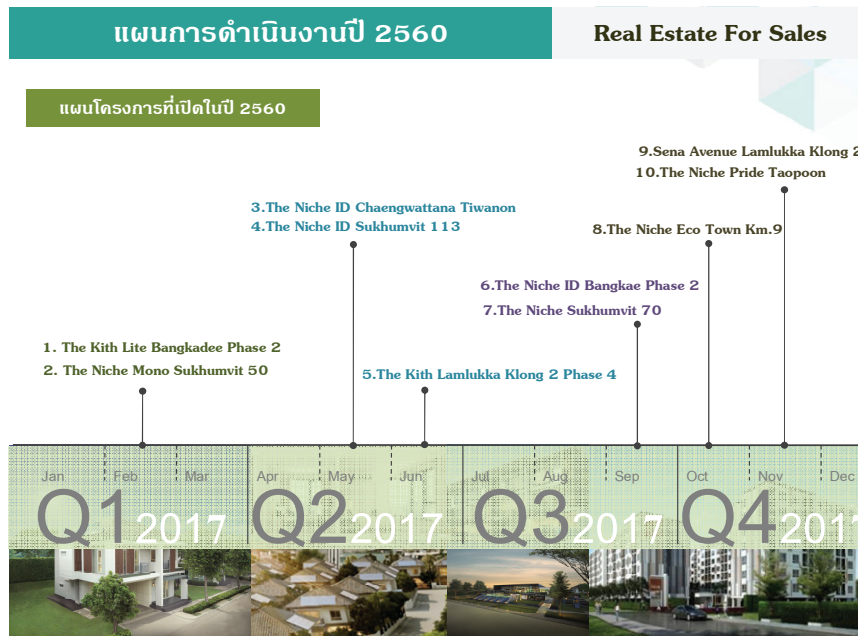 แผนการดำเนินงานปี 2560
Real Estate For Sales
แผนโครงการที่เปิดในปี 2560
9.Sena Avenue Lamlukka Klong 2
10.The Niche Pride Taopoon
3.The Niche ID Chaengwattana Tiwanon
4.The Niche ID Sukhumvit 113
8.The Niche Eco Town Km.9
6.The Niche ID Bangkae Phase 2
7.The Niche Sukhumvit 70
1. The Kith Lite Bangkadee Phase 2
2. The Niche Mono Sukhumvit 50
5.The Kith Lamlukka Klong 2 Phase 4
Jan Feb Mar Apr May Jun Jul Aug Sep Oct Nov Dec
Q1 2017 Q2 2017 Q3 2017 Q4 2017